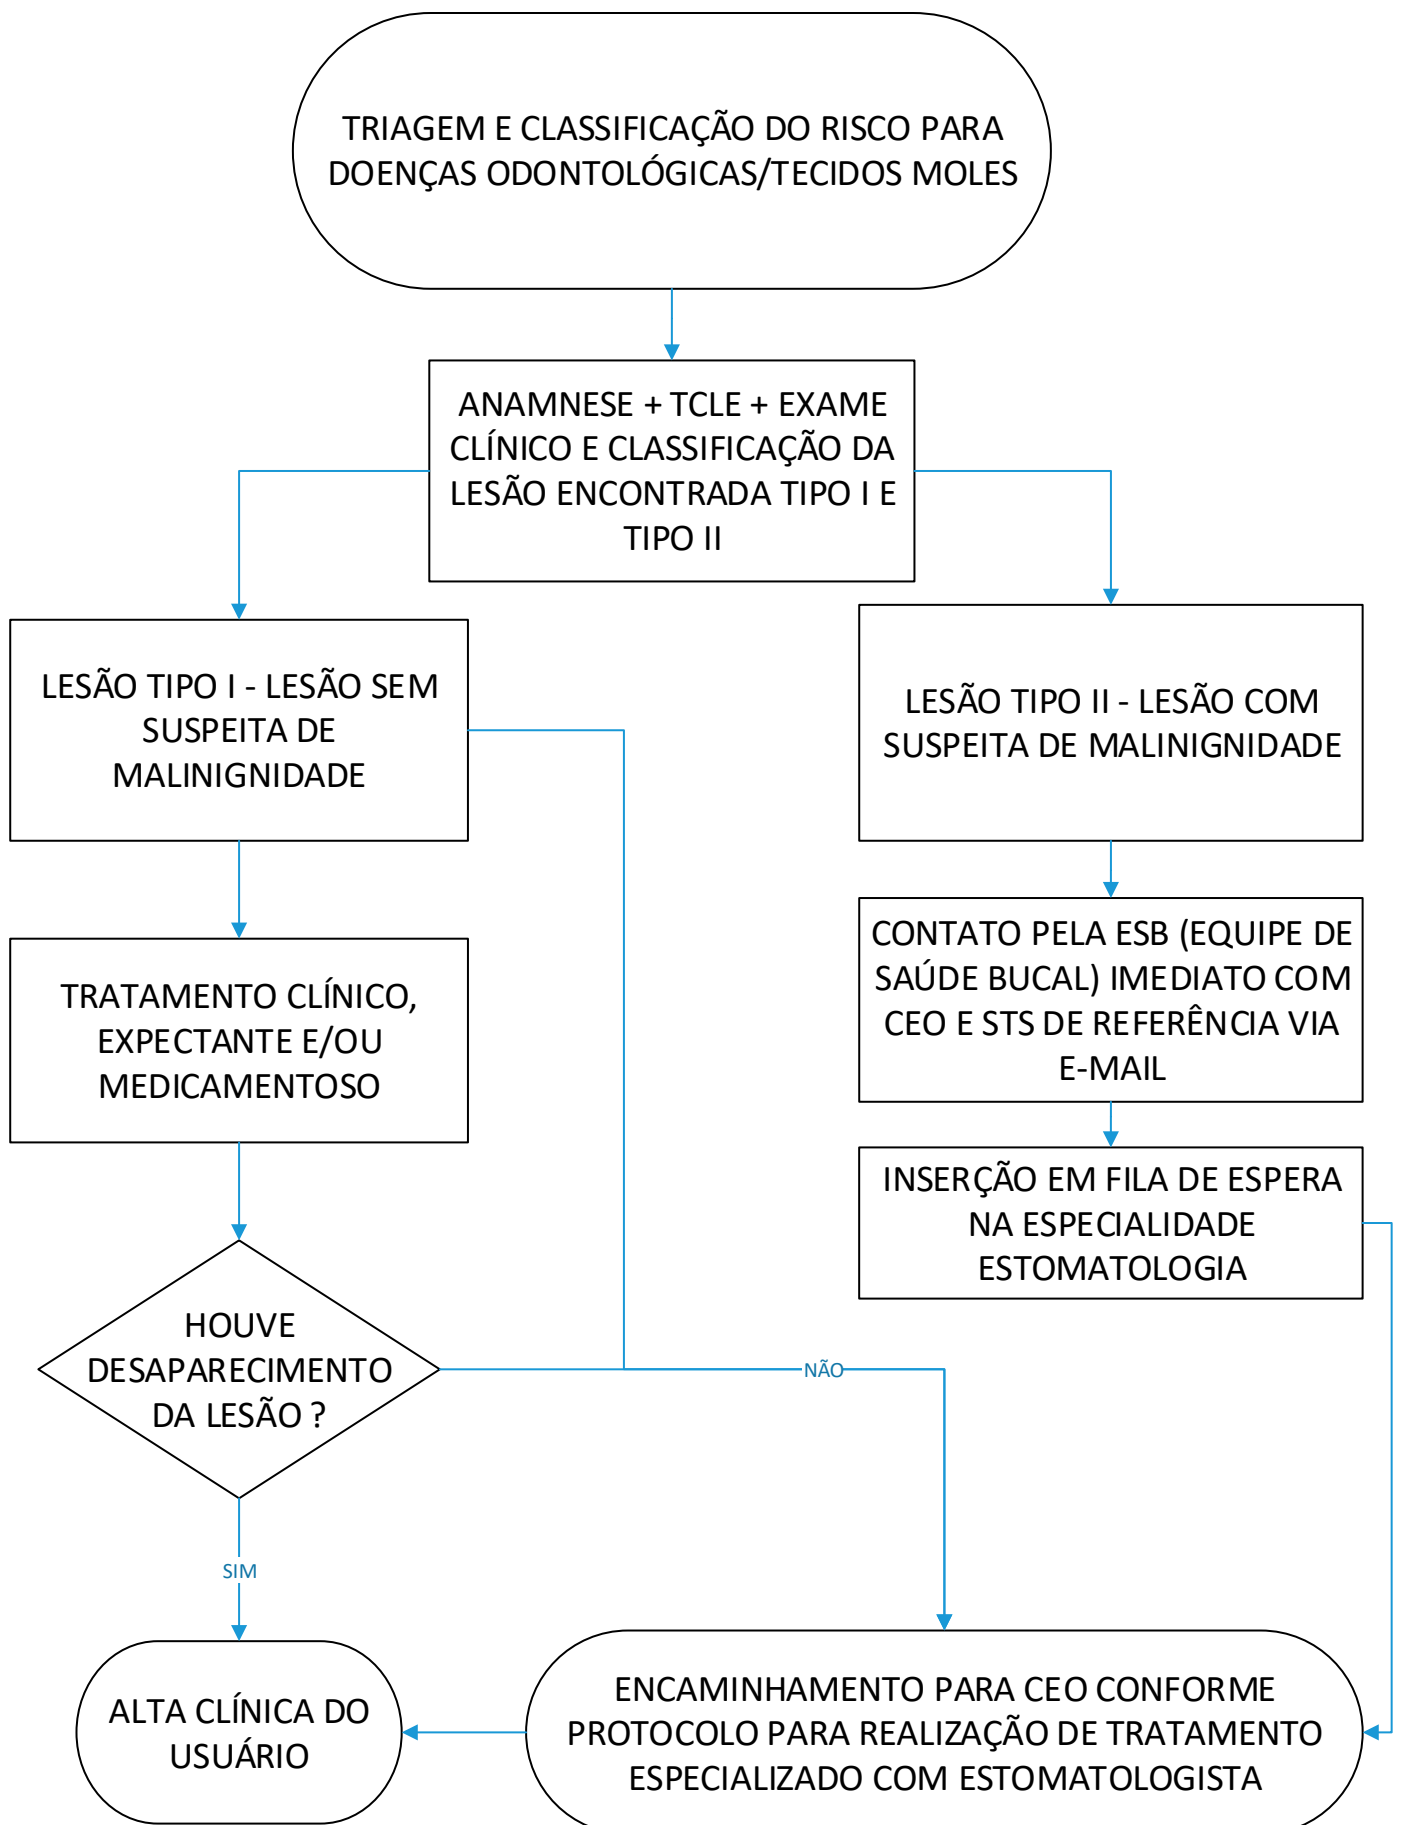 TRIAGEM E CLASSIFICAÇÃO DO RISCO PARA
DOENÇAS ODONTOLÓGICAS/TECIDOS MOLES
ANAMNESE + TCLE + EXAME
CLÍNICO E CLASSIFICAÇÃO DA
LESÃO ENCONTRADA TIPO I E
TIPO II
LESÃO TIPO I - LESÃO SEM
SUSPEITA DE
MALINIGNIDADE
LESÃO TIPO II - LESÃO COM
SUSPEITA DE MALINIGNIDADE
TRATAMENTO CLÍNICO,
EXPECTANTE E/OU
MEDICAMENTOSO
CONTATO PELA ESB (EQUIPE DE
SAÚDE BUCAL) IMEDIATO COM
CEO E STS DE REFERÊNCIA VIA
E-MAIL
INSERÇÃO EM FILA DE ESPERA
NA ESPECIALIDADE
ESTOMATOLOGIA
HOUVE
DESAPARECIMENTO
DA LESÃO ?
NÃO
SIM
ALTA CLÍNICA DO
USUÁRIO
ENCAMINHAMENTO PARA CEO CONFORME
PROTOCOLO PARA REALIZAÇÃO DE TRATAMENTO
ESPECIALIZADO COM ESTOMATOLOGISTA